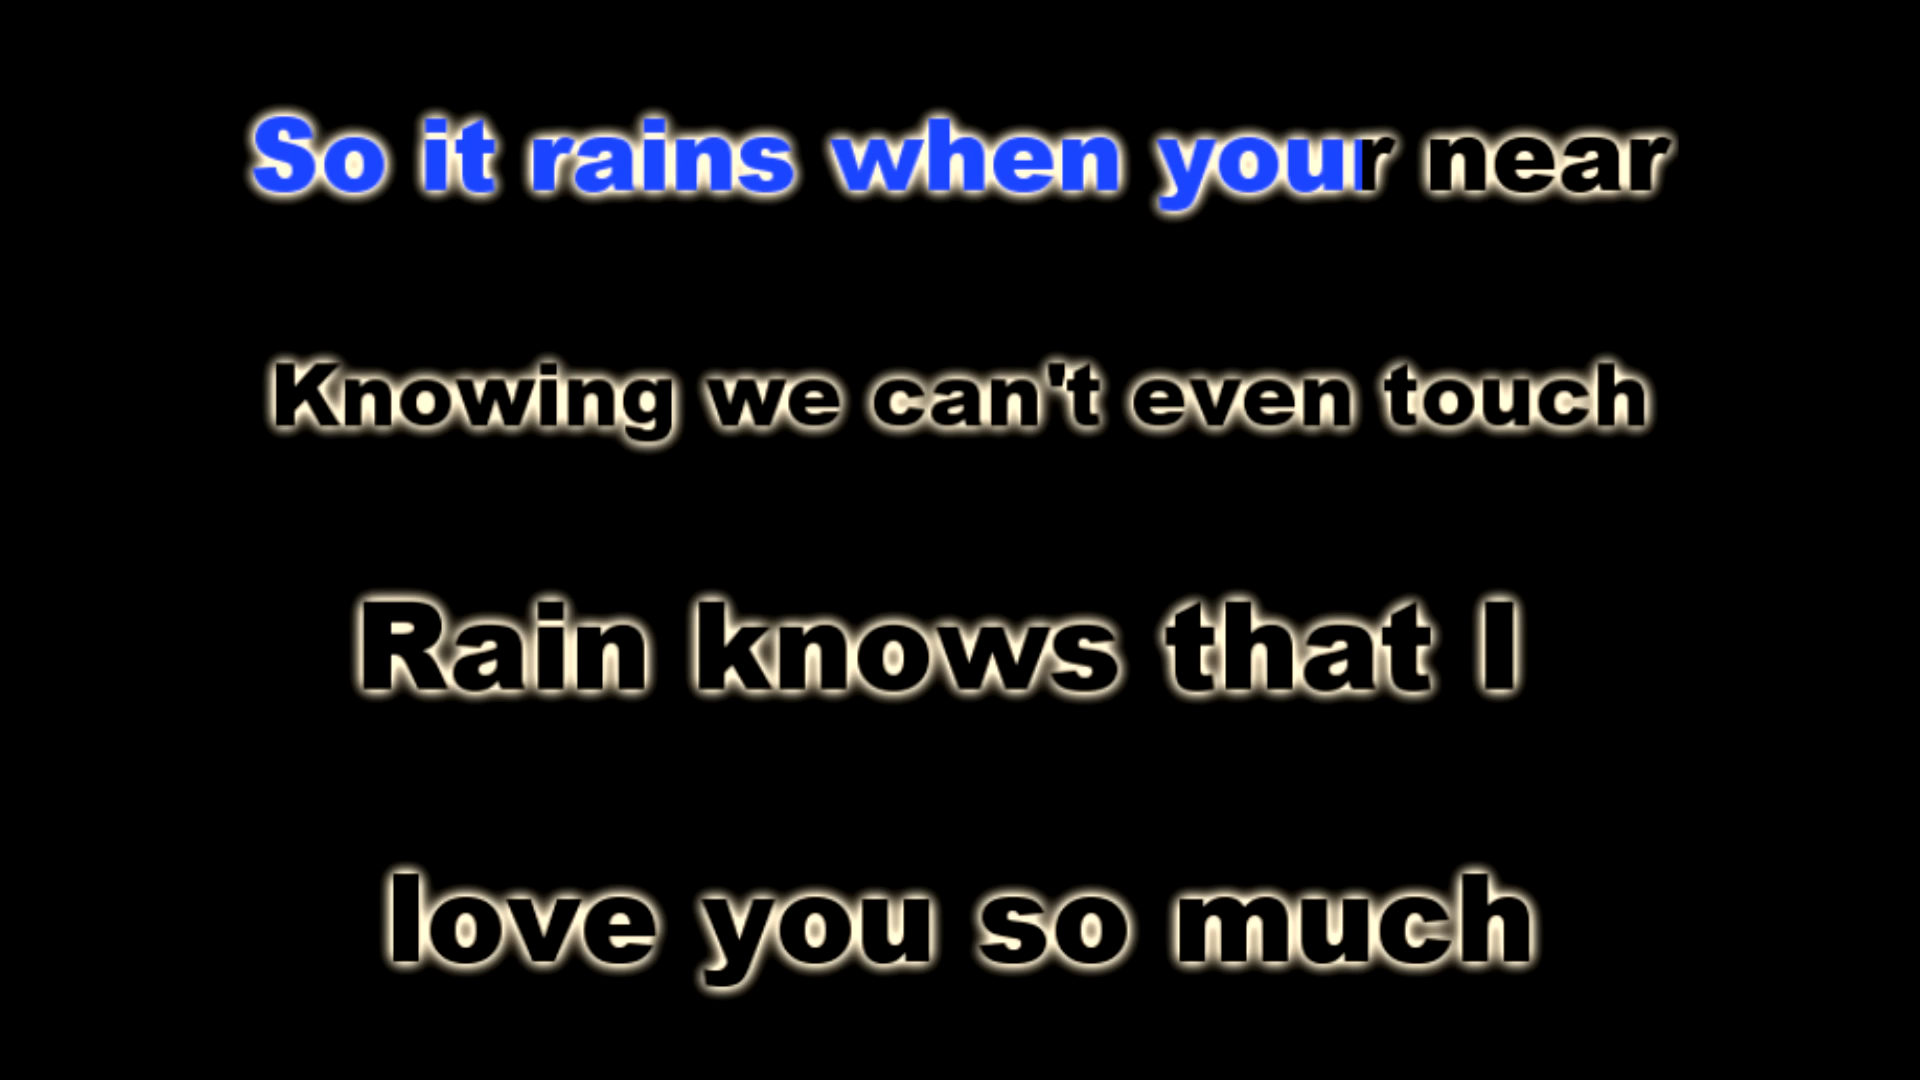 So it rains when your near
Knowing we can't even touch
Rain knows that I
love you so much